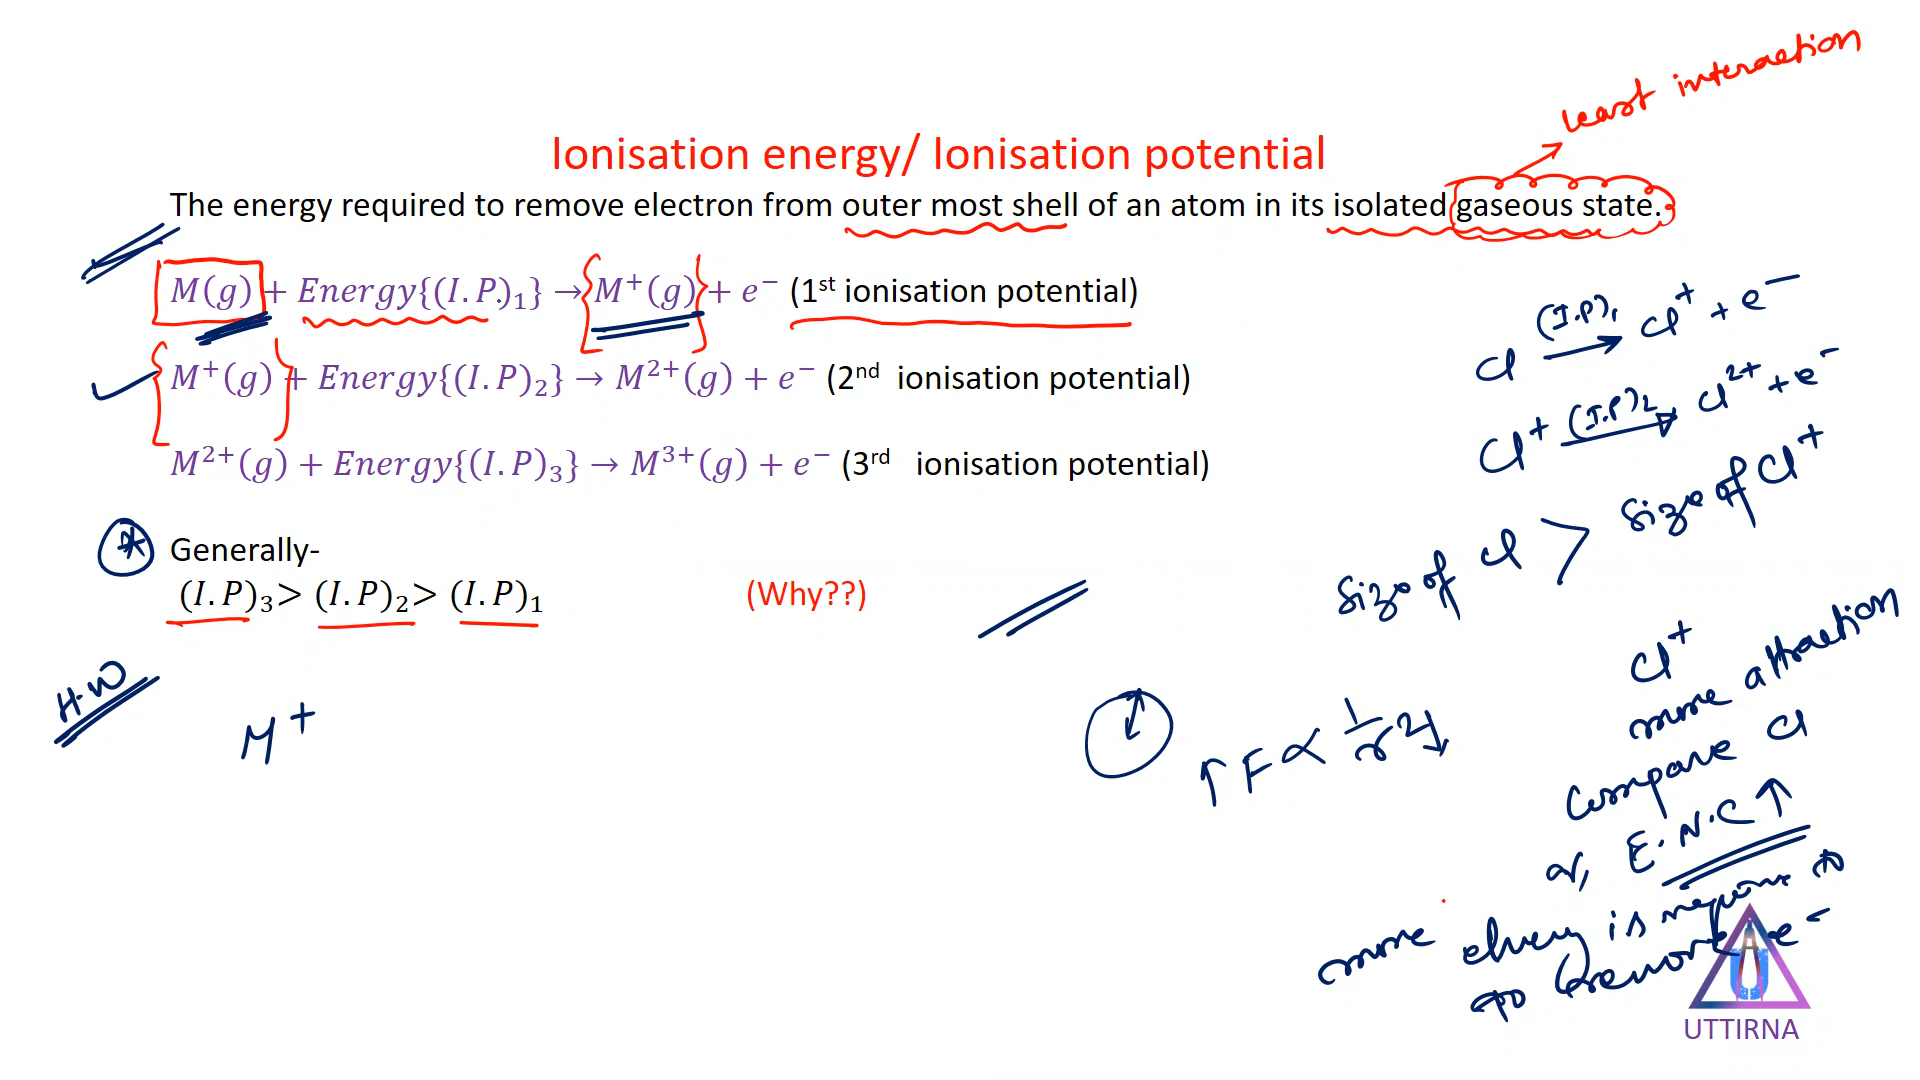 least interaction
Ionisation energy/ Ionisation potential
The energy required to remove electron from outer most shell of an atom in its isolated gaseous state.
M(g) + Energy{(I.P.)₁} → M⁺(g) + e⁻ (1st ionisation potential)
M⁺(g) + Energy{(I.P)₂} → M²⁺(g) + e⁻ (2nd ionisation potential)
M²⁺(g) + Energy{(I.P)₃} → M³⁺(g) + e⁻ (3rd ionisation potential)
Generally-
(I.P)₃> (I.P)₂> (I.P)₁ (Why??)
H.W
M⁺
Cl (I.P)₁ → Cl⁺ + e⁻
Cl⁺ (I.P)₂ → Cl²⁺ + e⁻
Size of Cl > Size of Cl⁺
↑ F ∝ 1/r² ↓
Cl⁺
more attraction
compare Cl
or, E.N.C ↑
more energy is require to
to remove e⁻
UTTIRNA